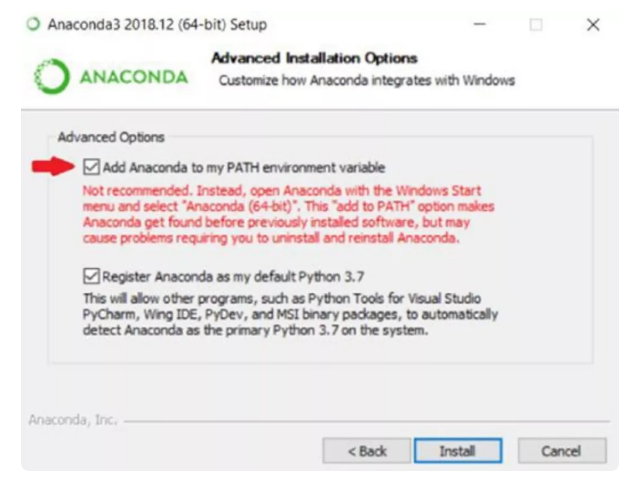 Anaconda3 2018.12 (64-bit) Setup
Advanced Installation Options
ANACONDA
Customize how Anaconda integrates with Windows
Advanced Options
Add Anaconda to my PATH environment variable
Not recommended. Instead, open Anaconda with the Windows Start
menu and select "Anaconda (64-bit)". This "add to PATH" option makes
Anaconda get found before previously installed software, but may
cause problems requiring you to uninstall and reinstall Anaconda.
Register Anaconda as my default Python 3.7
This will allow other programs, such as Python Tools for Visual Studio
PyCharm, Wing IDE, PyDev, and MSI binary packages, to automatically
detect Anaconda as the primary Python 3.7 on the system.
Anaconda, Inc.
< Back Install Cancel